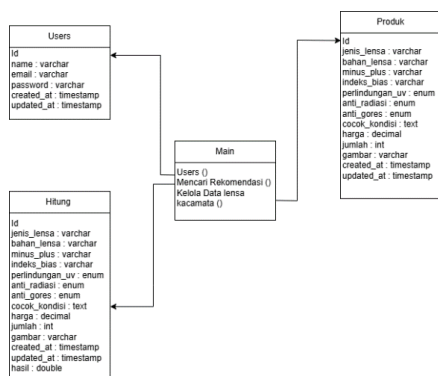 Users
Id
name : varchar
email : varchar
password : varchar
created_at : timestamp
updated_at : timestamp
Produk
Id
jenis_lensa : varchar
bahan_lensa : varchar
minus_plus : varchar
indeks_bias : varchar
perlindungan_uv : enum
anti_radiasi : enum
anti_gores : enum
cocok_kondisi : text
harga : decimal
jumlah : int
gambar : varchar
created_at : timestamp
updated_at : timestamp
Main
Users ()
Mencari Rekomendasi ()
Kelola Data lensa
kacamata ()
Hitung
Id
jenis_lensa : varchar
bahan_lensa : varchar
minus_plus : varchar
indeks_bias : varchar
perlindungan_uv : enum
anti_radiasi : enum
anti_gores : enum
cocok_kondisi : text
harga : decimal
jumlah : int
gambar : varchar
created_at : timestamp
updated_at : timestamp
hasil : double